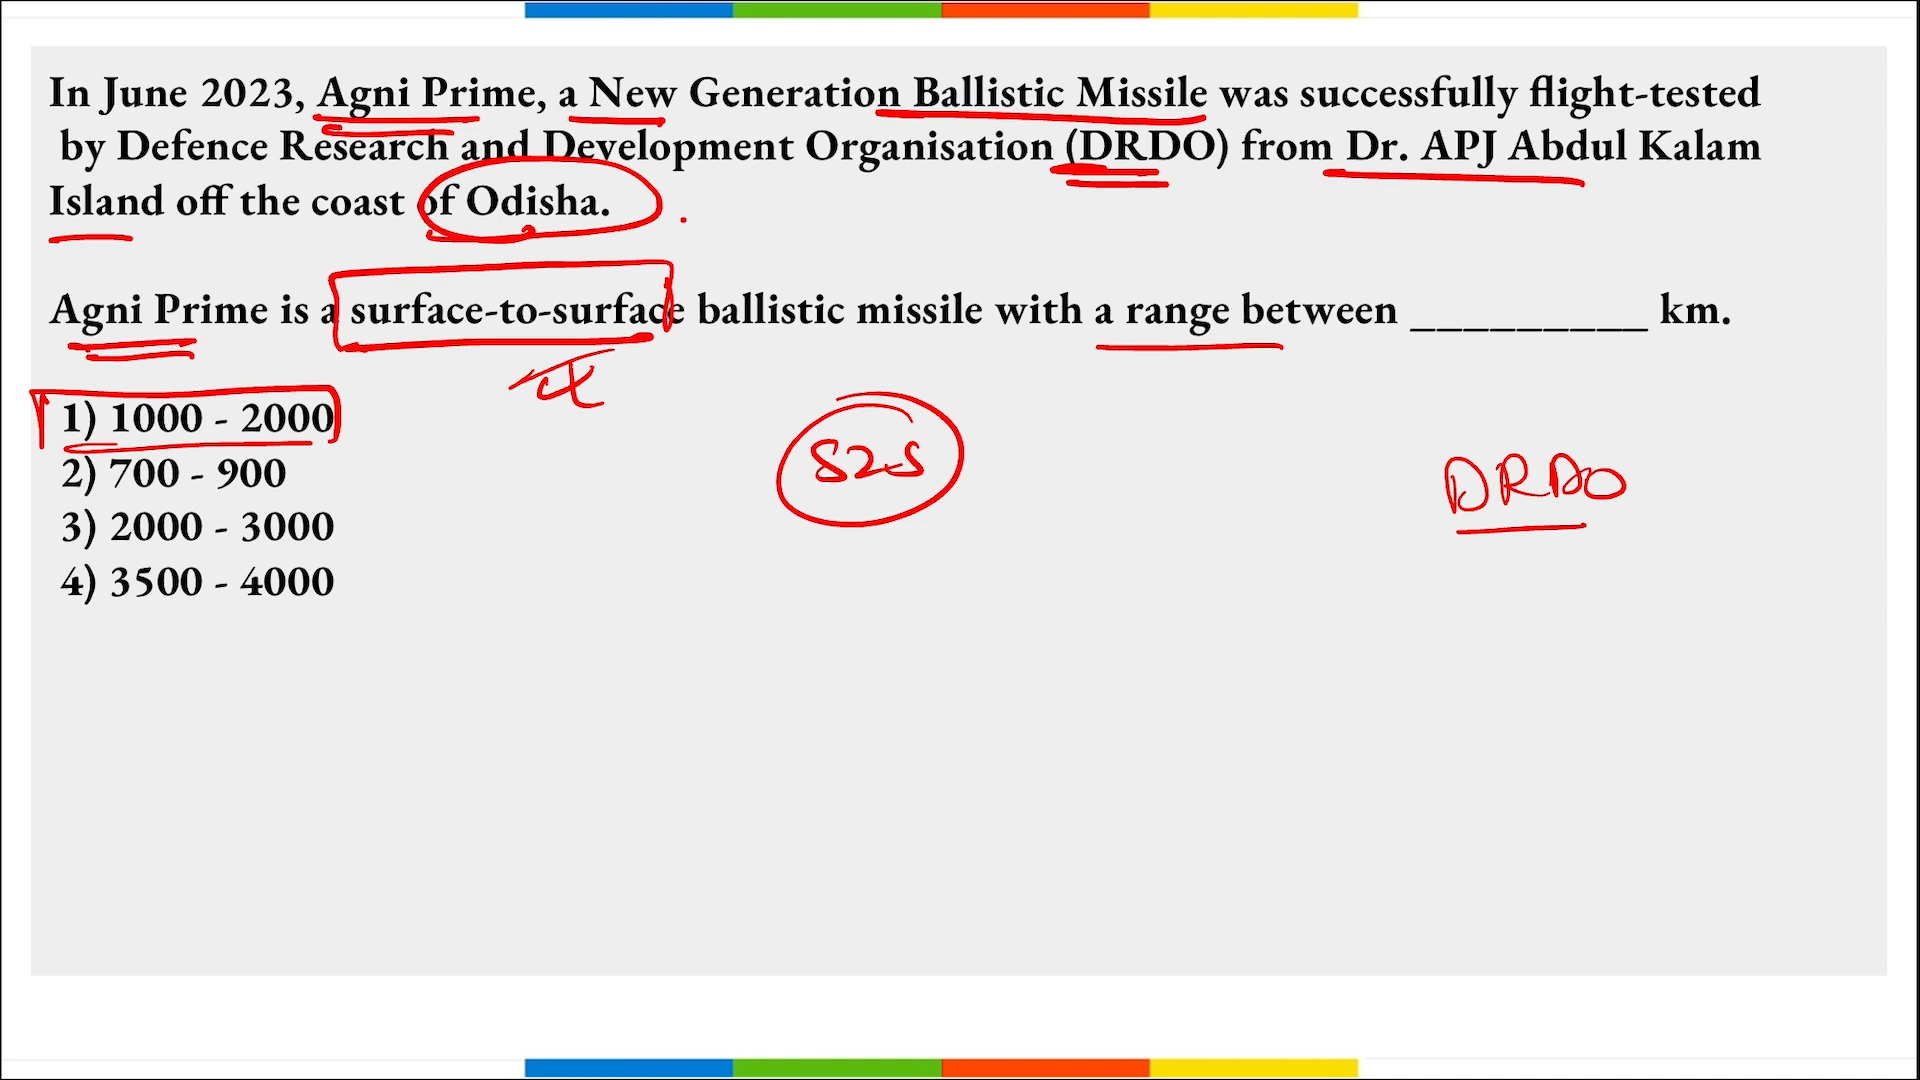 In June 2023, Agni Prime, a New Generation Ballistic Missile was successfully flight-tested
by Defence Research and Development Organisation (DRDO) from Dr. APJ Abdul Kalam
Island off the coast of Odisha.
Agni Prime is a surface-to-surface ballistic missile with a range between _________ km.
1) 1000 - 2000
2) 700 - 900
3) 2000 - 3000
4) 3500 - 4000
S2S
DRDO